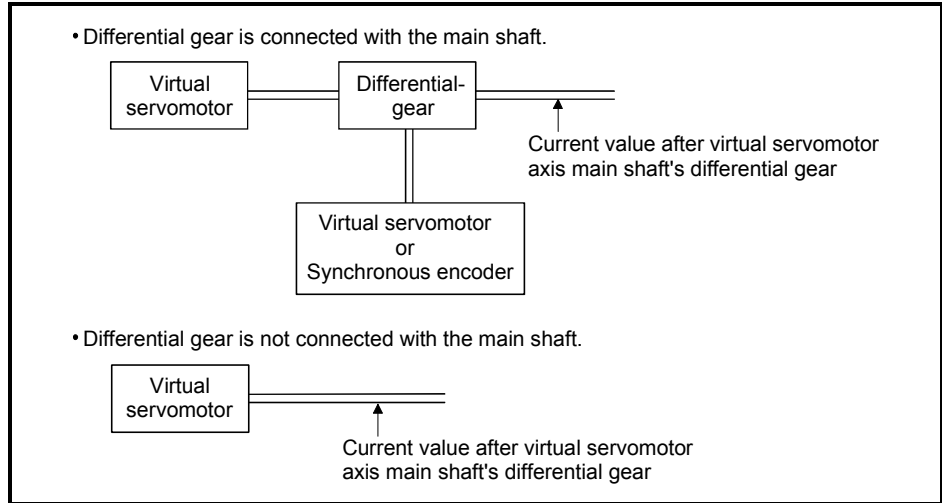 • Differential gear is connected with the main shaft.
Virtual
servomotor
Differential-
gear
Current value after virtual servomotor
axis main shaft's differential gear
Virtual servomotor
or
Synchronous encoder
• Differential gear is not connected with the main shaft.
Virtual
servomotor
Current value after virtual servomotor
axis main shaft's differential gear